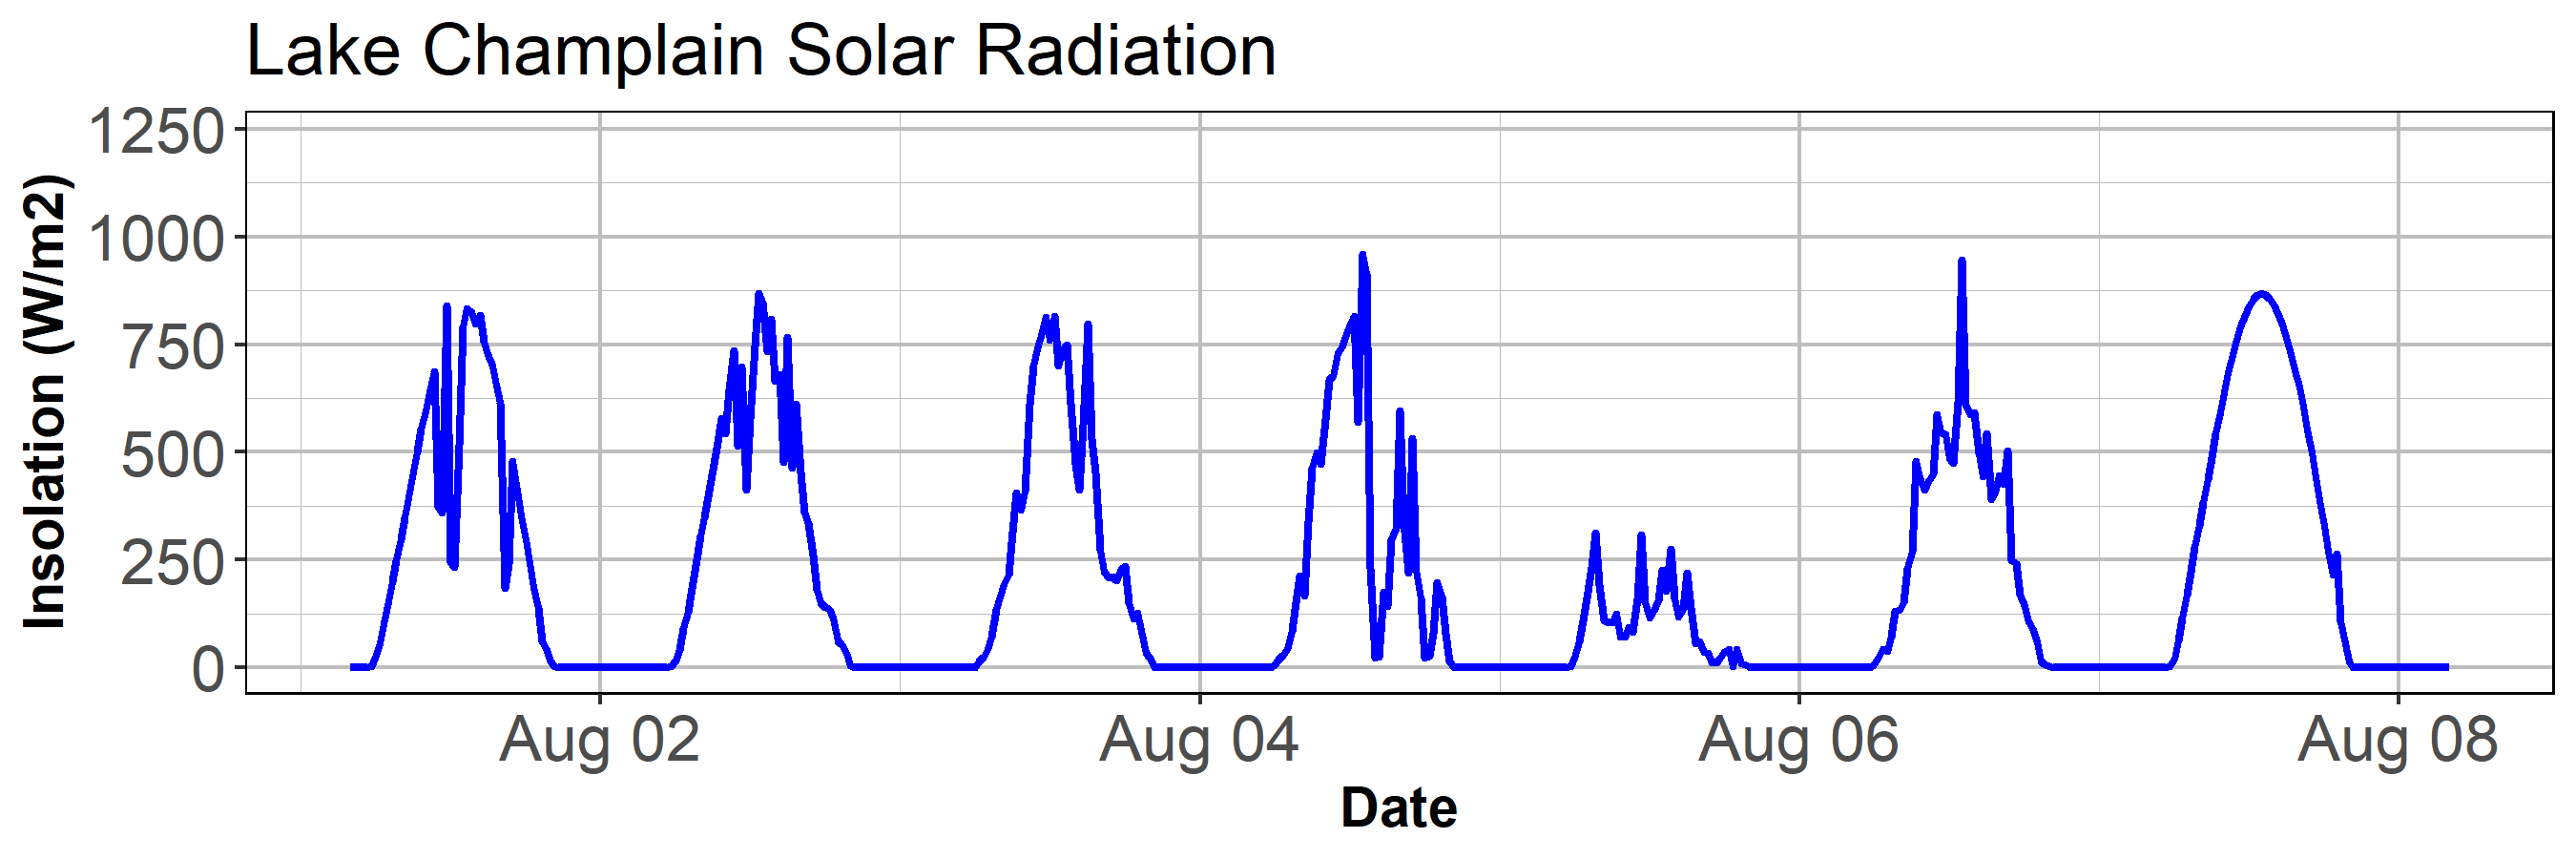 Lake Champlain Solar Radiation
1250
1000
750
500
250
0
Insolation (W/m2)
Aug 02
Aug 04
Aug 06
Aug 08
Date